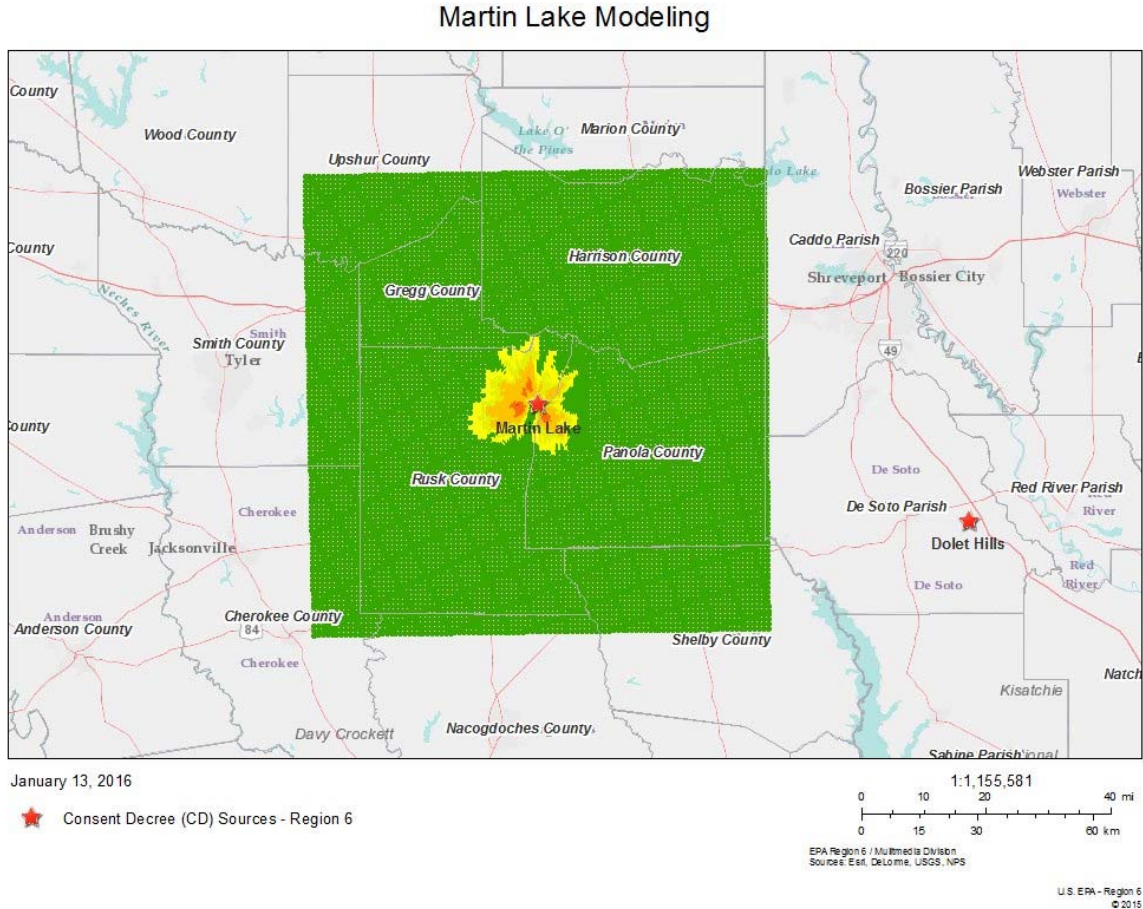 Martin Lake Modeling
County
Wood County
Lake O'
the Pines
Marion County
Upshur County
Lake
Webster Parish
Bossier Parish
Webster
County
Harrison County
Caddo Parish
220
Gregg County
Shreveport
Bossier City
Neches River
Smith
Smith County
Tyler
49
County
Martin Lake
Panola County
De Soto
Rusk County
Red River Parish
Red
River
De Soto Parish
Anderson
Brushy
Creek
Cherokee
Jacksonville
Dolet Hills
Red
River
De Soto
Anderson
Cherokee County
Anderson County
84
Shelby County
Cherokee
Natch
Kisatchie
Davy Crockett
Nacogdoches County
Sabine Parish
ional
January 13, 2016
1:1,155,581
0 10 20 40 mi
0 15 30 60 km
Consent Decree (CD) Sources - Region 6
EPA Region 6 / Multimedia Division
Sources: Esri, DeLorme, USGS, NPS
U.S. EPA - Region 6
© 2015